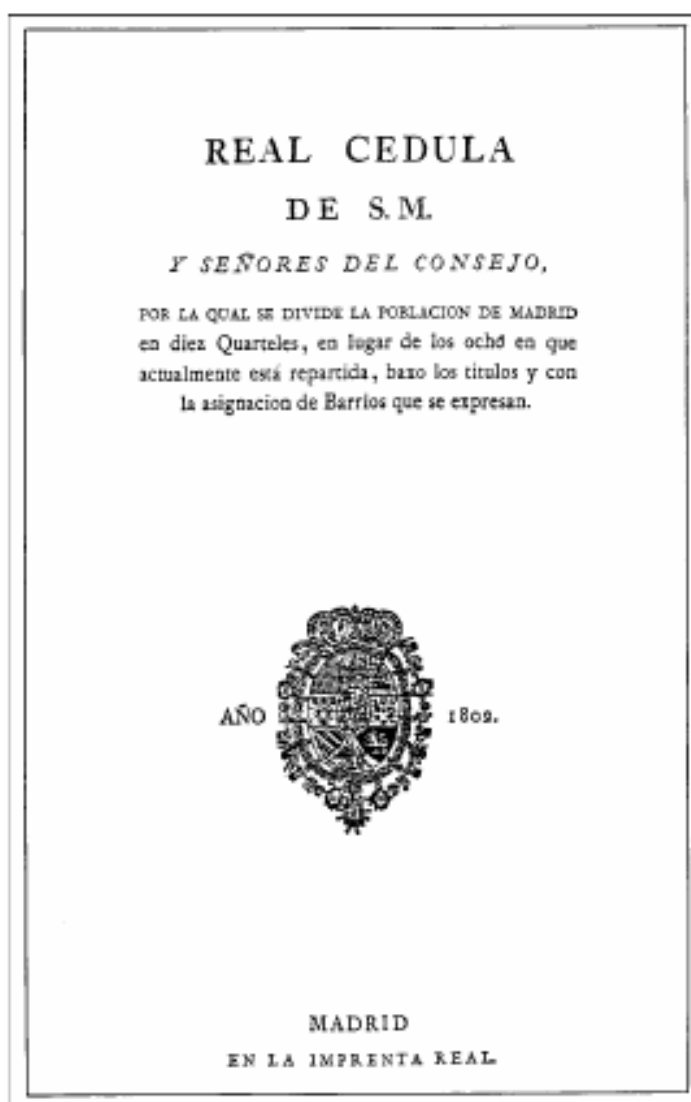 REAL CEDULA
DE S. M.
Y SEÑORES DEL CONSEJO,
POR LA QUAL SE DIVIDE LA POBLACION DE MADRID
en diez Quarteles, en lugar de los ocho en que
actualmente está repartida, baxo los titulos y con
la asignacion de Barrios que se expresan.
AÑO 1802.
MADRID
EN LA IMPRENTA REAL.